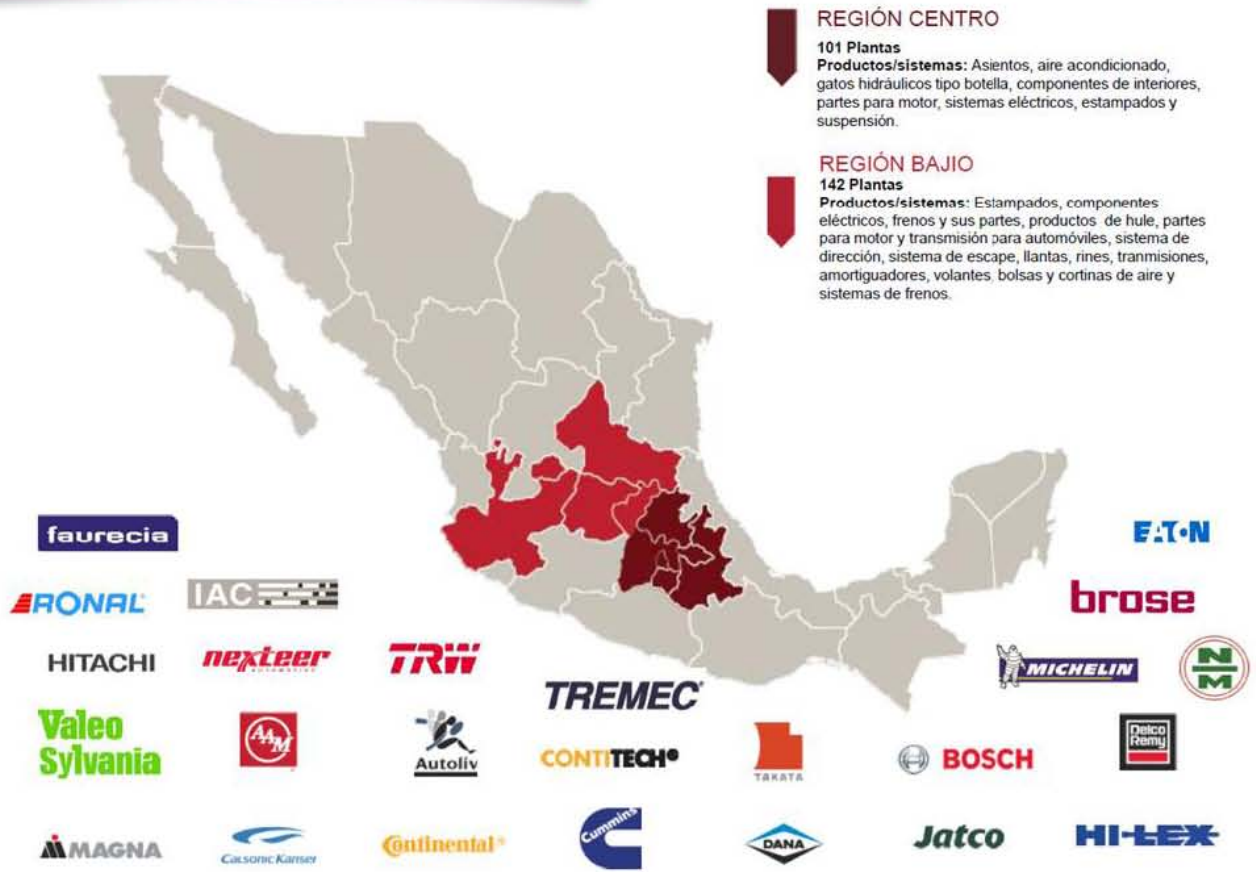 REGIÓN CENTRO
101 Plantas
Productos/sistemas: Asientos, aire acondicionado,
gatos hidráulicos tipo botella, componentes de interiores,
partes para motor, sistemas eléctricos, estampados y
suspensión.
REGIÓN BAJIO
142 Plantas
Productos/sistemas: Estampados, componentes
eléctricos, frenos y sus partes, productos de hule, partes
para motor y transmisión para automóviles, sistema de
dirección, sistema de escape, llantas, rines, tranmisiones,
amortiguadores, volantes, bolsas y cortinas de aire y
sistemas de frenos.
faurecia
EATON
RONAL
IAC
brose
HITACHI
nexteer
AUTOMOTIVE
TRW
TREMEC
MICHELIN
NM
Valeo
Sylvania
AAM
Autoliv
CONTITECH
TAKATA
BOSCH
Delco
Remy
MAGNA
Calsonic Kansei
Continental
Cummins
DANA
Jatco
HI-LEX